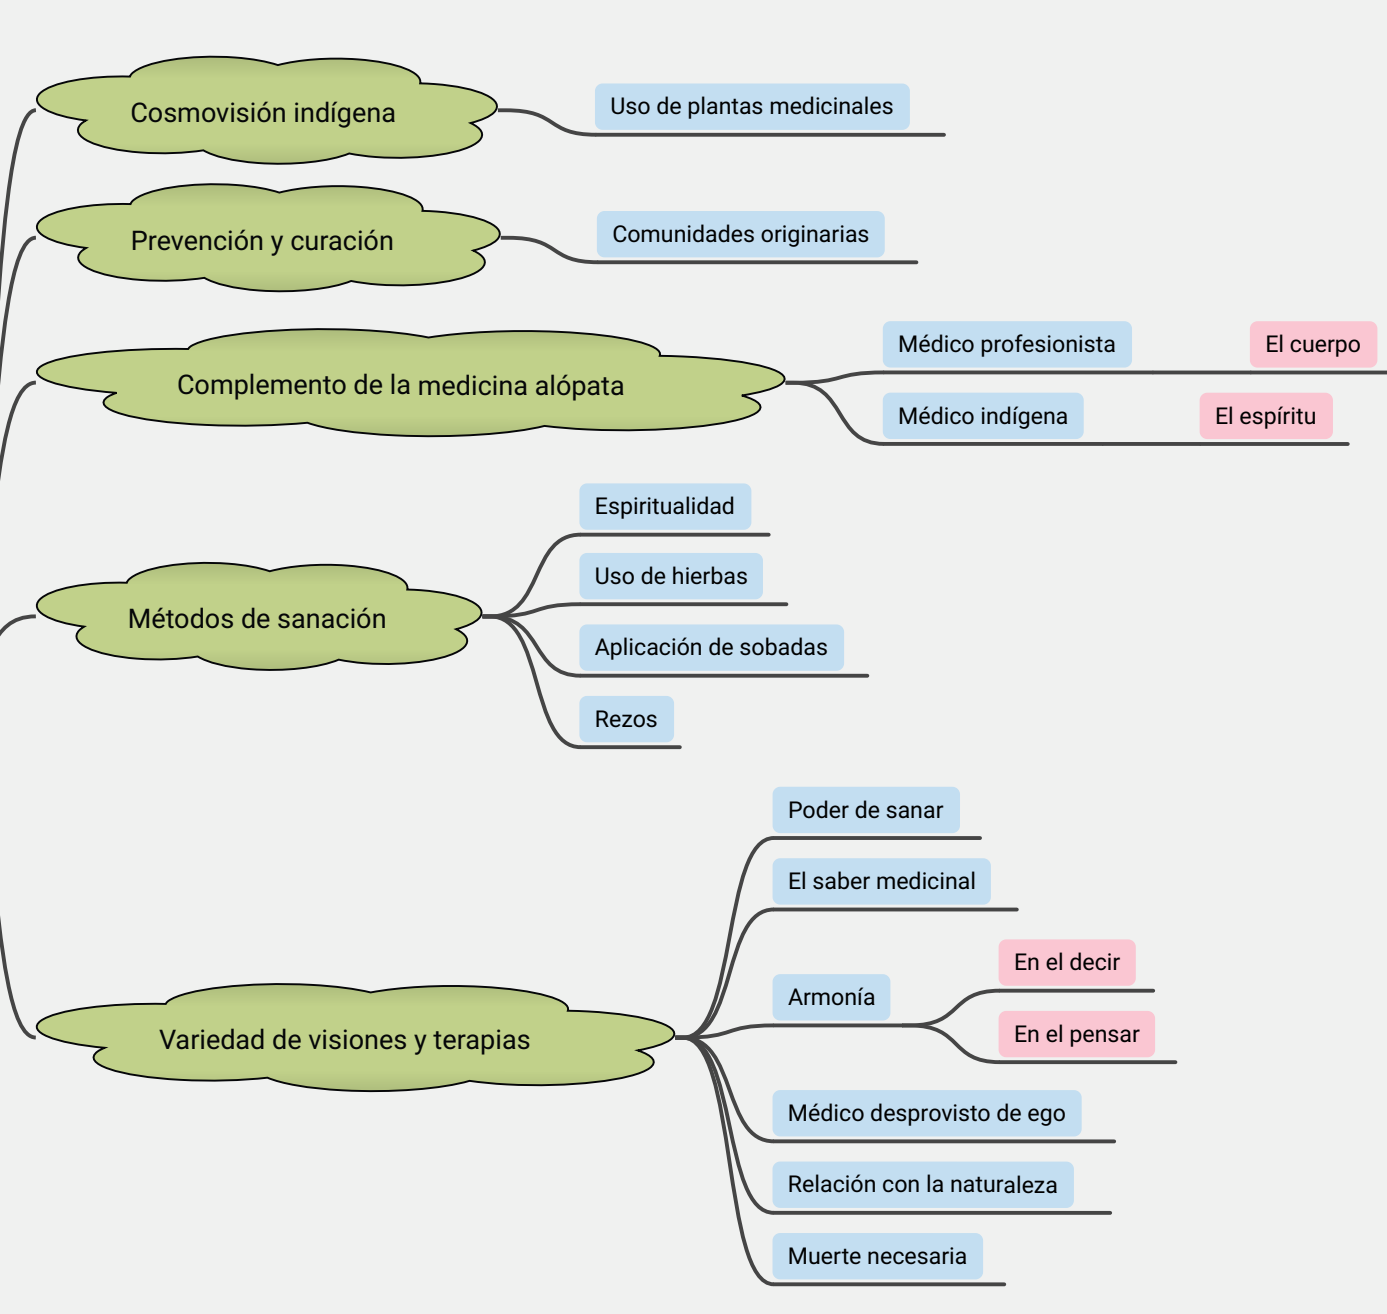 Cosmovisión indígena
Uso de plantas medicinales
Prevención y curación
Comunidades originarias
Complemento de la medicina alópata
Médico profesionista
El cuerpo
Médico indígena
El espíritu
Métodos de sanación
Espiritualidad
Uso de hierbas
Aplicación de sobadas
Rezos
Variedad de visiones y terapias
Poder de sanar
El saber medicinal
Armonía
En el decir
En el pensar
Médico desprovisto de ego
Relación con la naturaleza
Muerte necesaria